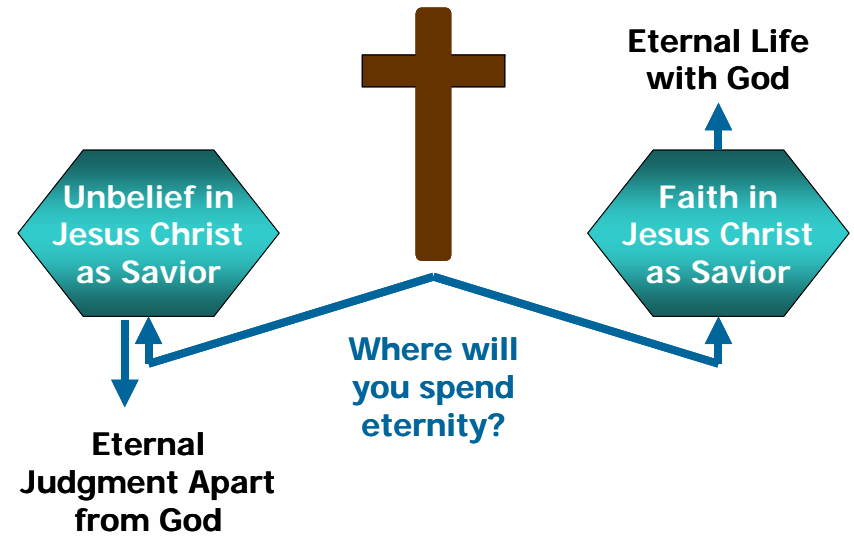 Eternal Life
with God
Unbelief in
Jesus Christ
as Savior
Faith in
Jesus Christ
as Savior
Where will
you spend
eternity?
Eternal
Judgment Apart
from God